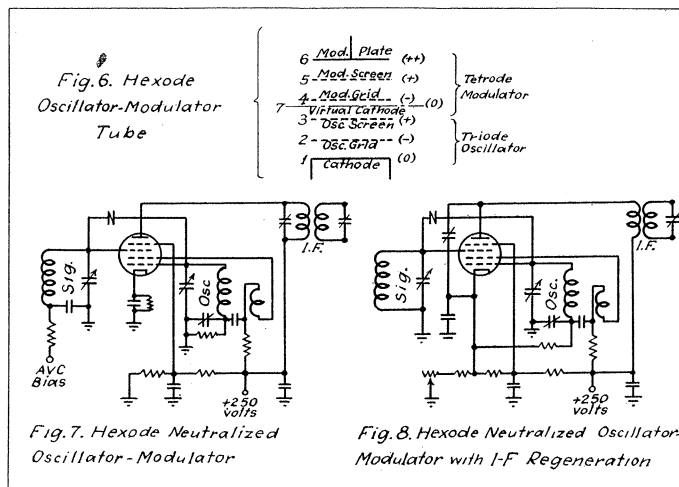 Fig.6. Hexode
Oscillator-Modulator
Tube
6 Mod. Plate (++)
5 Mod. Screen (+)
4 Mod. Grid (-)
7 Virtual Cathode (0)
3 Osc. Screen (+)
2 Osc. Grid (-)
1 Cathode (0)
Tetrode
Modulator
Triode
Oscillator
Sig.
Osc
I.F.
AVC
Bias
+250
volts
Fig.7. Hexode Neutralized
Oscillator-Modulator
Sig.
Osc.
I.F.
+250
volts
Fig.8. Hexode Neutralized Oscillator-
Modulator with I-F Regeneration